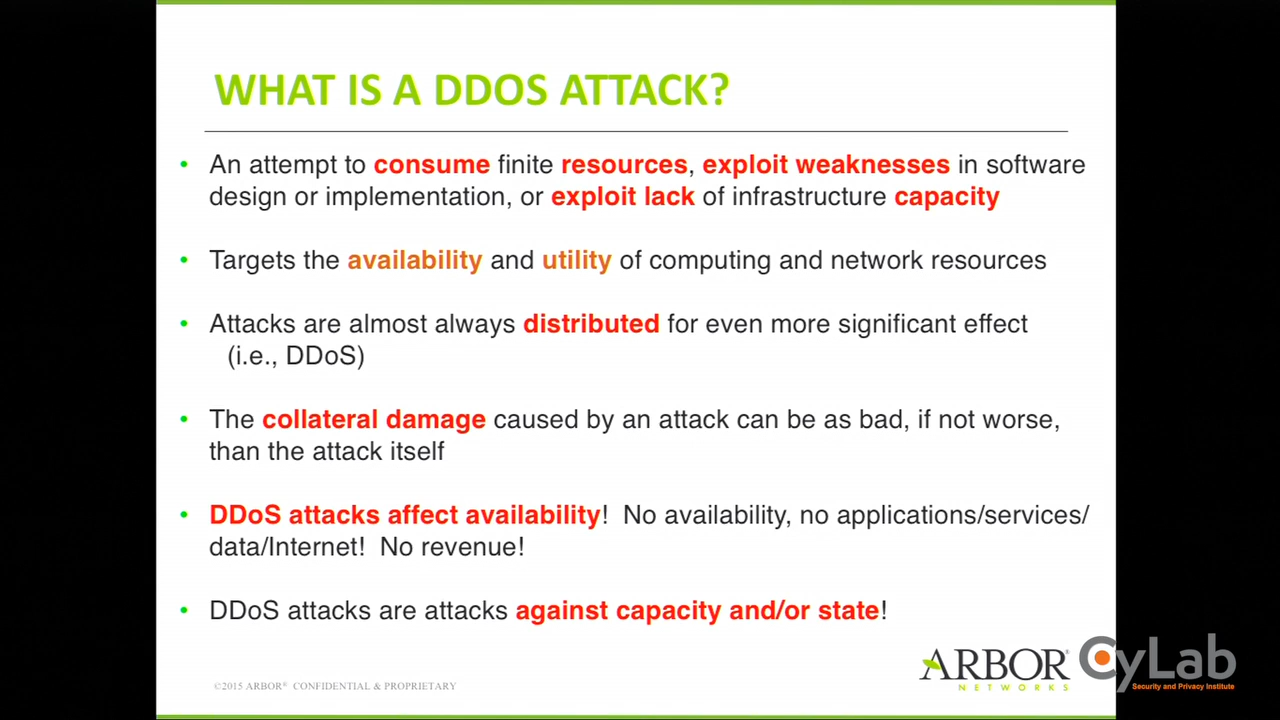 WHAT IS A DDOS ATTACK?
• An attempt to consume finite resources, exploit weaknesses in software
design or implementation, or exploit lack of infrastructure capacity
• Targets the availability and utility of computing and network resources
• Attacks are almost always distributed for even more significant effect
(i.e., DDoS)
• The collateral damage caused by an attack can be as bad, if not worse,
than the attack itself
• DDoS attacks affect availability!  No availability, no applications/services/
data/Internet!  No revenue!
• DDoS attacks are attacks against capacity and/or state!
©2015 ARBOR® CONFIDENTIAL & PROPRIETARY
ARBOR®
NETWORKS
CyLab
Security and Privacy Institute